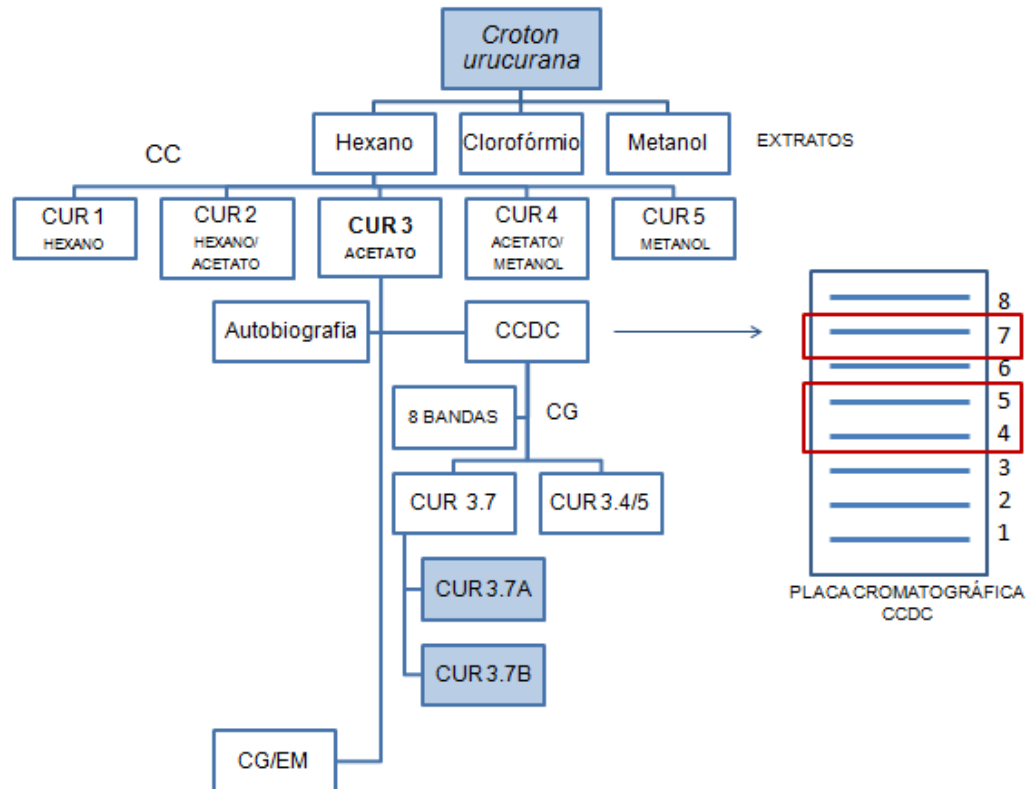 Croton
urucurana
Hexano
Clorofórmio
Metanol
EXTRATOS
CC
CUR 1
HEXANO
CUR 2
HEXANO/
ACETATO
CUR 3
ACETATO
CUR 4
ACETATO/
METANOL
CUR 5
METANOL
Autobiografia
CCDC
8 BANDAS
CG
CUR 3.7
CUR 3.4/5
CUR 3.7A
CUR 3.7B
CG/EM
8
7
6
5
4
3
2
1
PLACA CROMATOGRÁFICA
CCDC